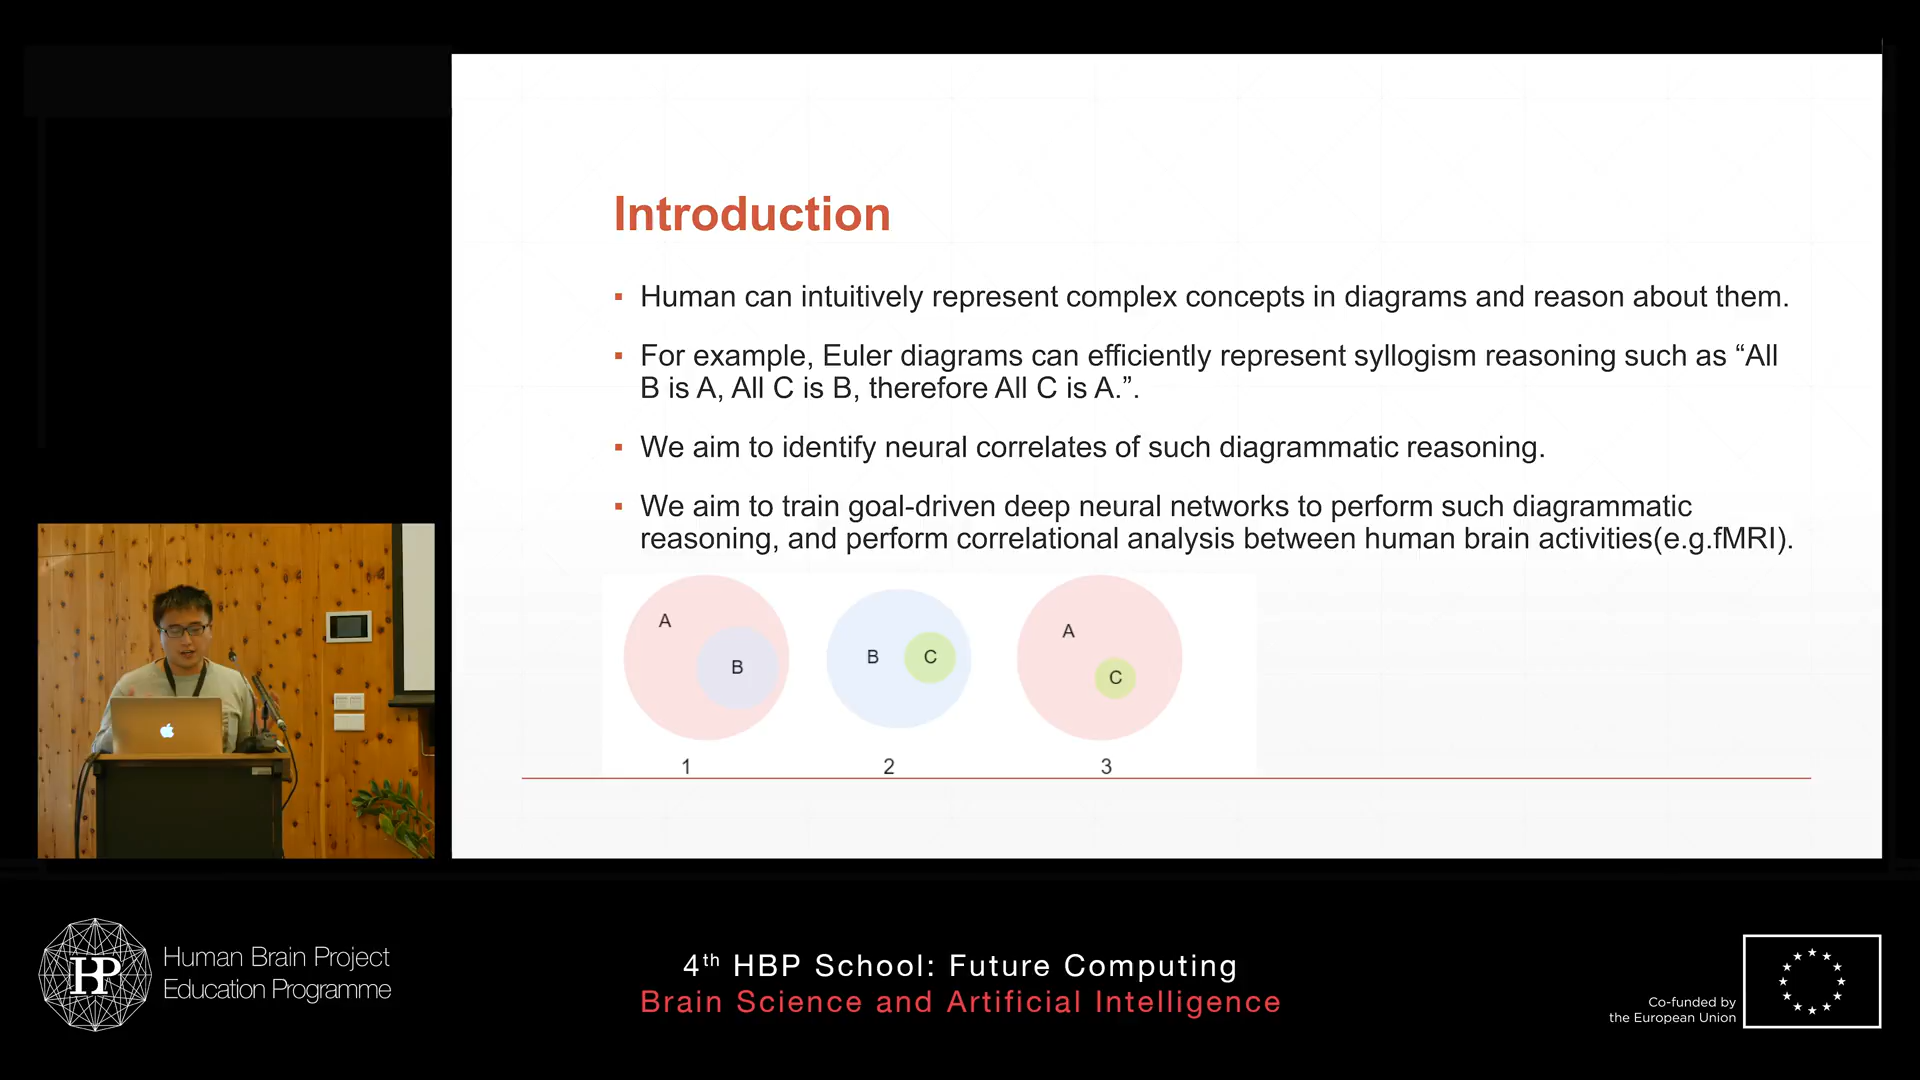 Introduction
▪ Human can intuitively represent complex concepts in diagrams and reason about them.
▪ For example, Euler diagrams can efficiently represent syllogism reasoning such as “All
B is A, All C is B, therefore All C is A.”.
▪ We aim to identify neural correlates of such diagrammatic reasoning.
▪ We aim to train goal-driven deep neural networks to perform such diagrammatic
reasoning, and perform correlational analysis between human brain activities(e.g.fMRI).
A
B
B
C
A
C
1
2
3
HP
Human Brain Project
Education Programme
4th HBP School: Future Computing
Brain Science and Artificial Intelligence
Co-funded by
the European Union